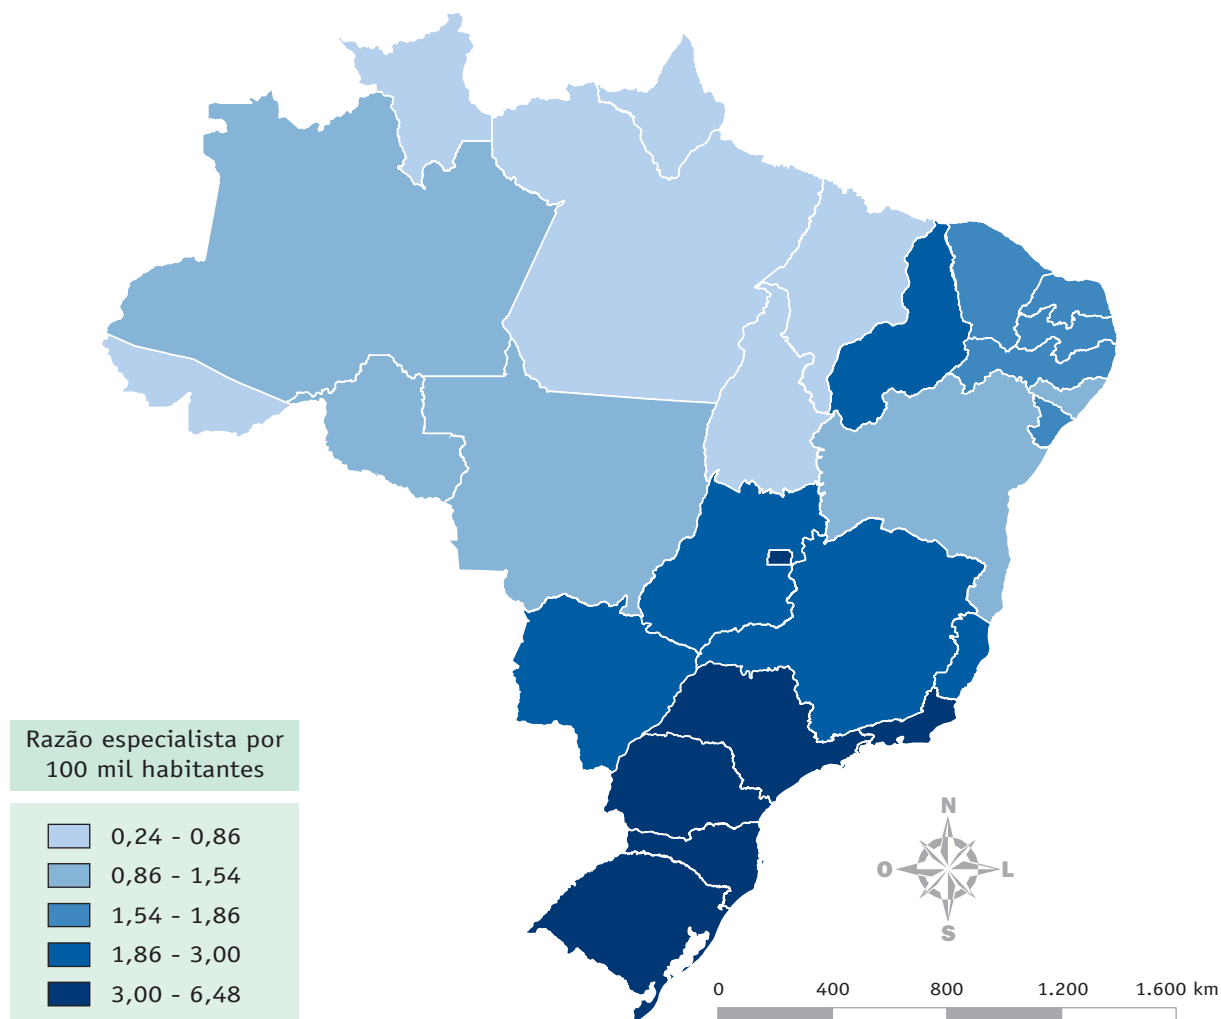 Razão especialista por
100 mil habitantes
0,24 - 0,86
0,86 - 1,54
1,54 - 1,86
1,86 - 3,00
3,00 - 6,48
N
O L
S
0 400 800 1.200 1.600 km